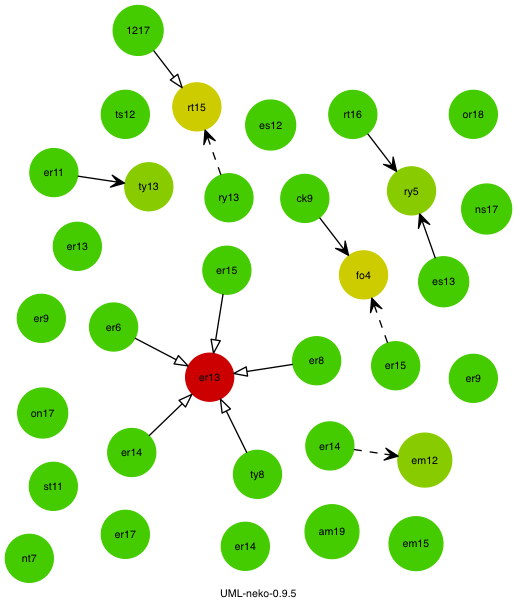 1217
rt15
ts12
es12
rt16
or18
er11
ty13
ry13
ck9
ry5
ns17
er13
er15
fo4
es13
er9
er6
er13
er8
er15
er9
on17
er14
ty8
er14
em12
st11
er17
er14
am19
em15
nt7
UML-neko-0.9.5